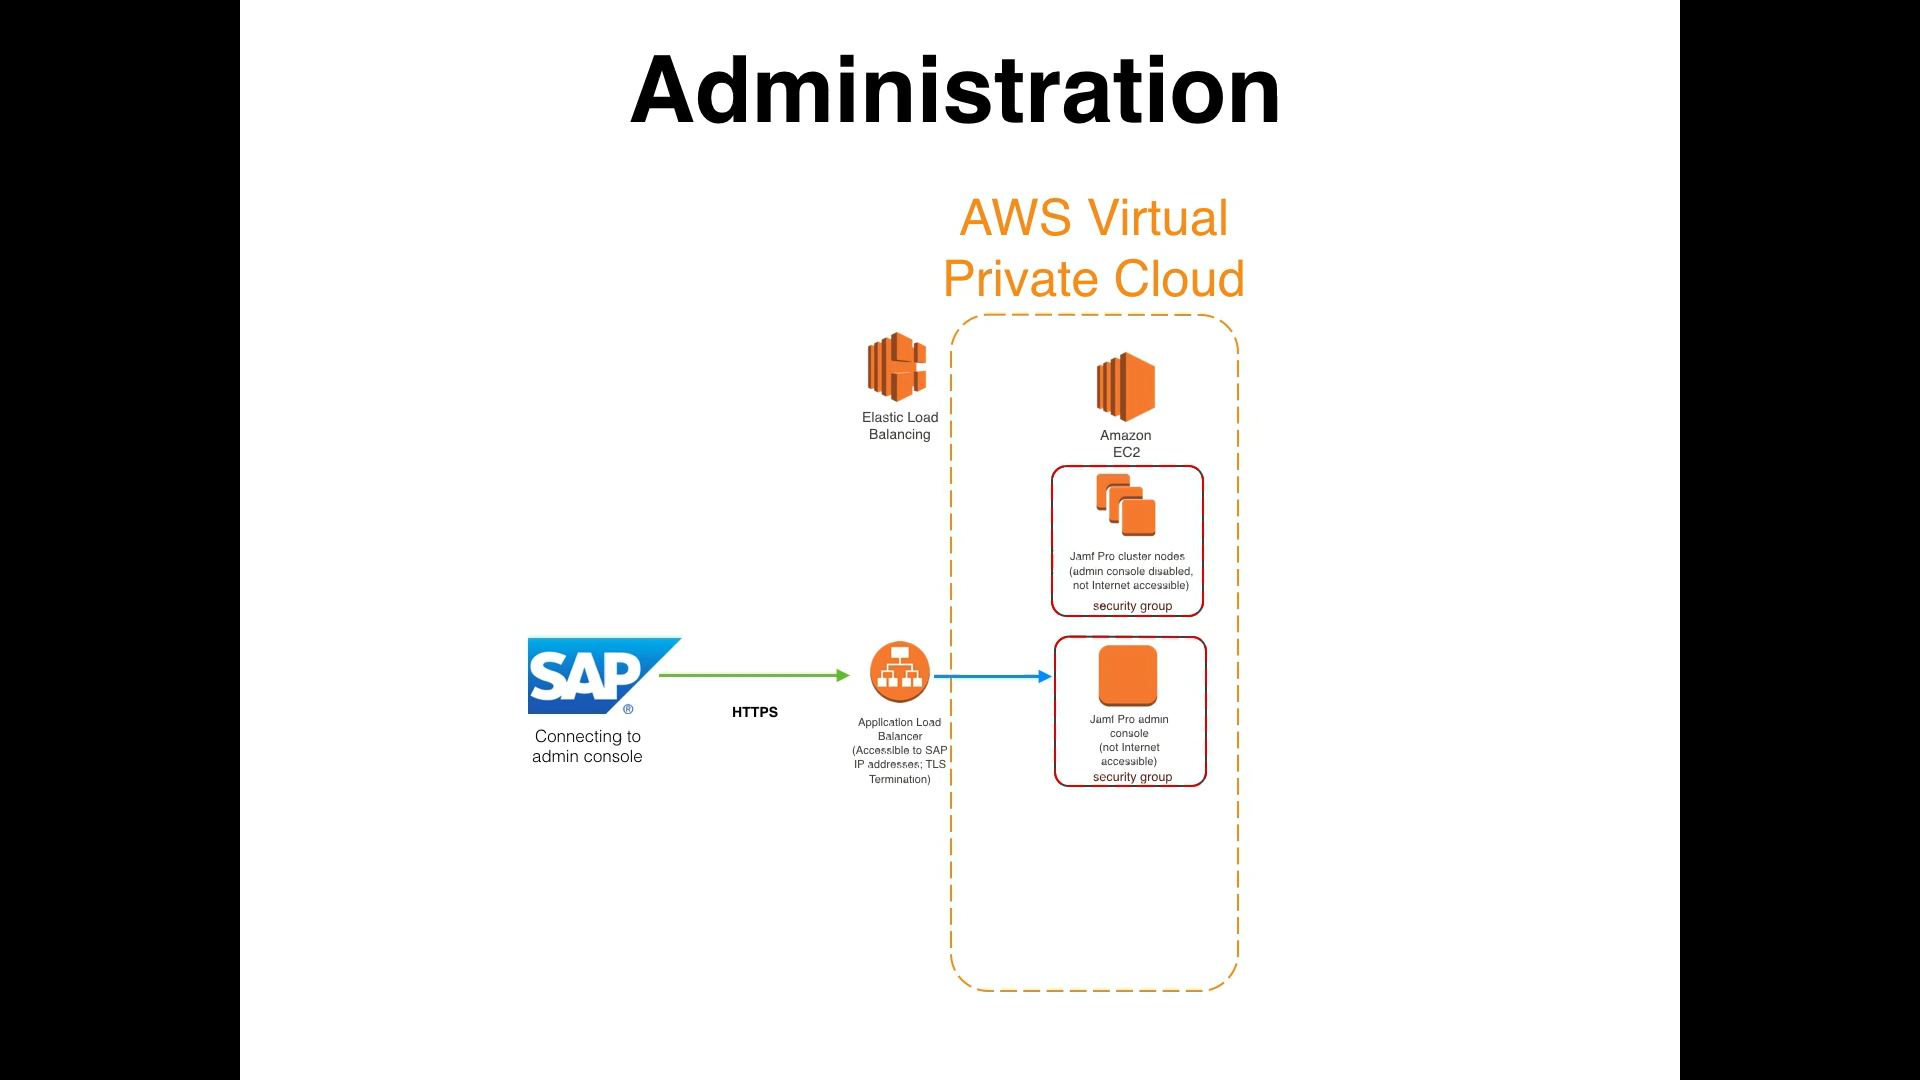 Administration
AWS Virtual
Private Cloud
Elastic Load
Balancing
Amazon
EC2
Jamf Pro cluster nodes
(admin console disabled,
not Internet accessible)
security group
SAP
®
Connecting to
admin console
HTTPS
Application Load
Balancer
(Accessible to SAP
IP addresses; TLS
Termination)
Jamf Pro admin
console
(not Internet
accessible)
security group